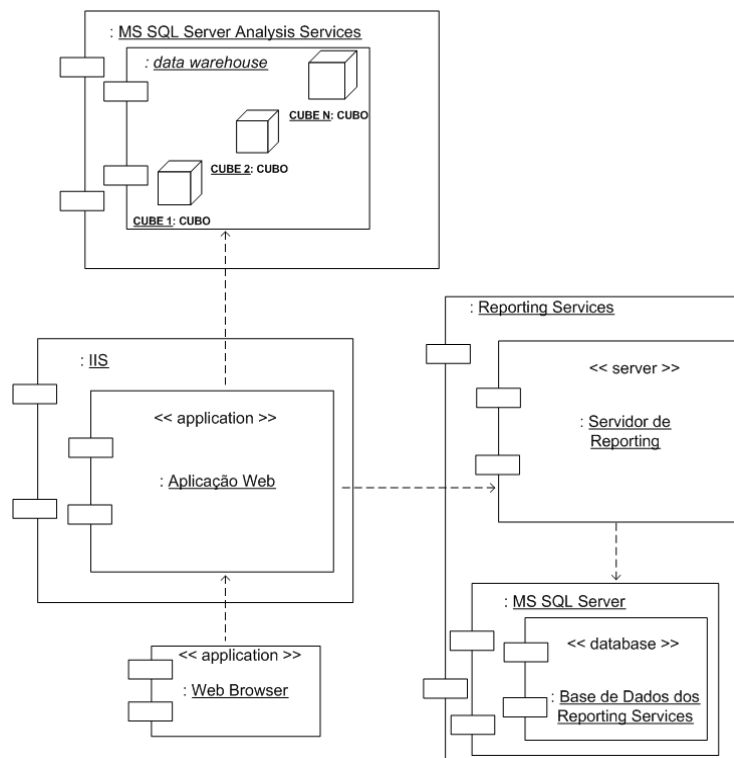 : MS SQL Server Analysis Services
: data warehouse
CUBE N: CUBO
CUBE 2: CUBO
CUBE 1: CUBO
: Reporting Services
<< server >>
: Servidor de
Reporting
: IIS
<< application >>
: Aplicação Web
: MS SQL Server
<< database >>
: Base de Dados dos
Reporting Services
<< application >>
: Web Browser